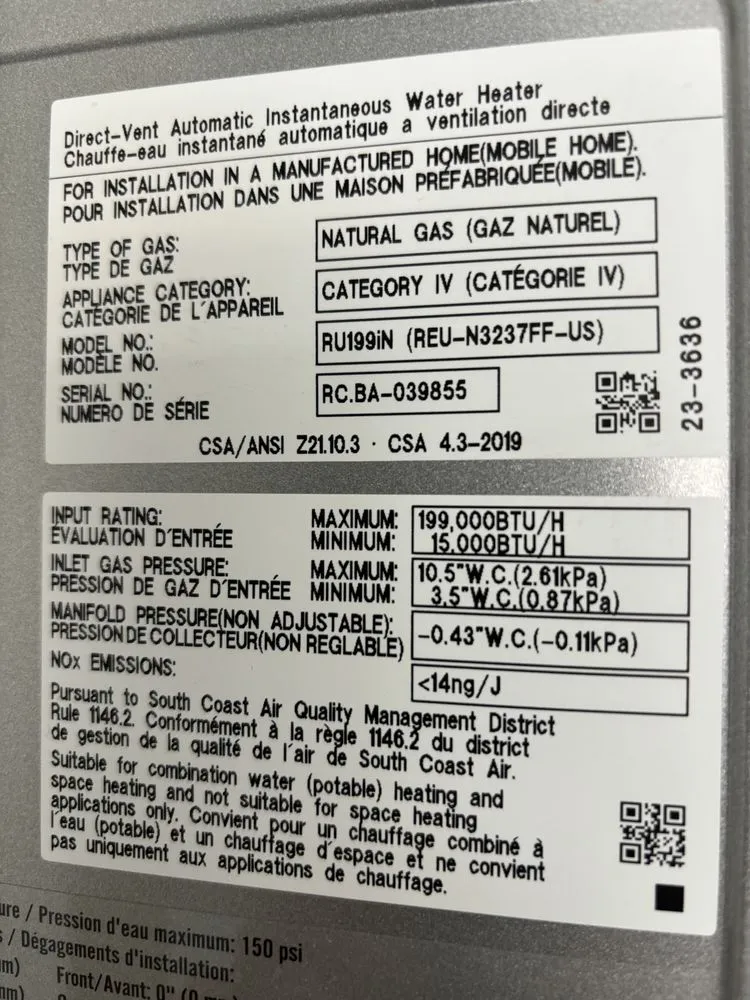 Direct-Vent Automatic Instantaneous Water Heater
Chauffe-eau instantané automatique a ventilation directe
FOR INSTALLATION IN A MANUFACTURED HOME(MOBILE HOME).
POUR INSTALLATION DANS UNE MAISON PRÉFABRIQUÉE(MOBILE).
TYPE OF GAS:
TYPE DE GAZ
NATURAL GAS (GAZ NATUREL)
APPLIANCE CATEGORY:
CATÉGORIE DE L'APPAREIL
CATEGORY IV (CATÉGORIE IV)
MODEL NO.:
MODÈLE NO.
RU199iN (REU-N3237FF-US)
SERIAL NO.:
NUMERO DE SÉRIE
RC.BA-039855
23-3636
CSA/ANSI Z21.10.3 · CSA 4.3-2019
INPUT RATING: MAXIMUM: 199,000BTU/H
ÉVALUATION D'ENTRÉE MINIMUM: 15,000BTU/H
INLET GAS PRESSURE: MAXIMUM: 10.5"W.C.(2.61kPa)
PRESSION DE GAZ D'ENTRÉE MINIMUM: 3.5"W.C.(0.87kPa)
MANIFOLD PRESSURE(NON ADJUSTABLE):
PRESSION DE COLLECTEUR(NON REGLABLE)
-0.43"W.C.(-0.11kPa)
NOx EMISSIONS: <14ng/J
Pursuant to South Coast Air Quality Management District
Rule 1146.2. Conformément à la règle 1146.2 du district
de gestion de la qualité de l'air de South Coast Air.
Suitable for combination water (potable) heating and
space heating and not suitable for space heating
applications only. Convient pour un chauffage combiné à
l'eau (potable) et un chauffage d'espace et ne convient
pas uniquement aux applications de chauffage.
ure / Pression d'eau maximum: 150 psi
s / Dégagements d'installation:
Front/Avant: 0"